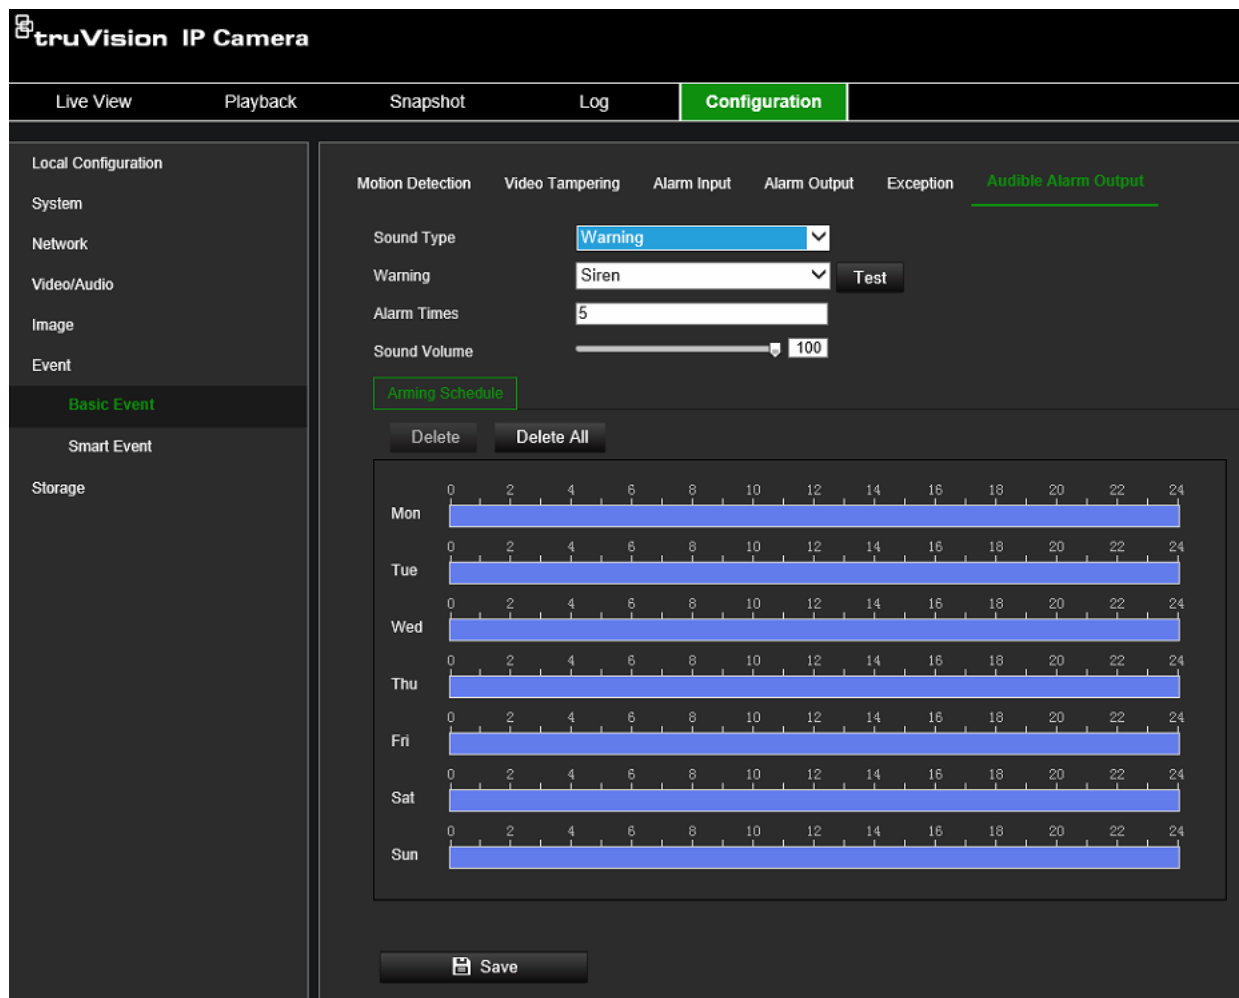 truVision IP Camera
Live View Playback Snapshot Log Configuration
Local Configuration
System
Network
Video/Audio
Image
Event
Basic Event
Smart Event
Storage
Motion Detection Video Tampering Alarm Input Alarm Output Exception Audible Alarm Output
Sound Type Warning
Warning Siren Test
Alarm Times 5
Sound Volume 100
Arming Schedule
Delete Delete All
0 2 4 6 8 10 12 14 16 18 20 22 24
Mon
0 2 4 6 8 10 12 14 16 18 20 22 24
Tue
0 2 4 6 8 10 12 14 16 18 20 22 24
Wed
0 2 4 6 8 10 12 14 16 18 20 22 24
Thu
0 2 4 6 8 10 12 14 16 18 20 22 24
Fri
0 2 4 6 8 10 12 14 16 18 20 22 24
Sat
0 2 4 6 8 10 12 14 16 18 20 22 24
Sun
Save